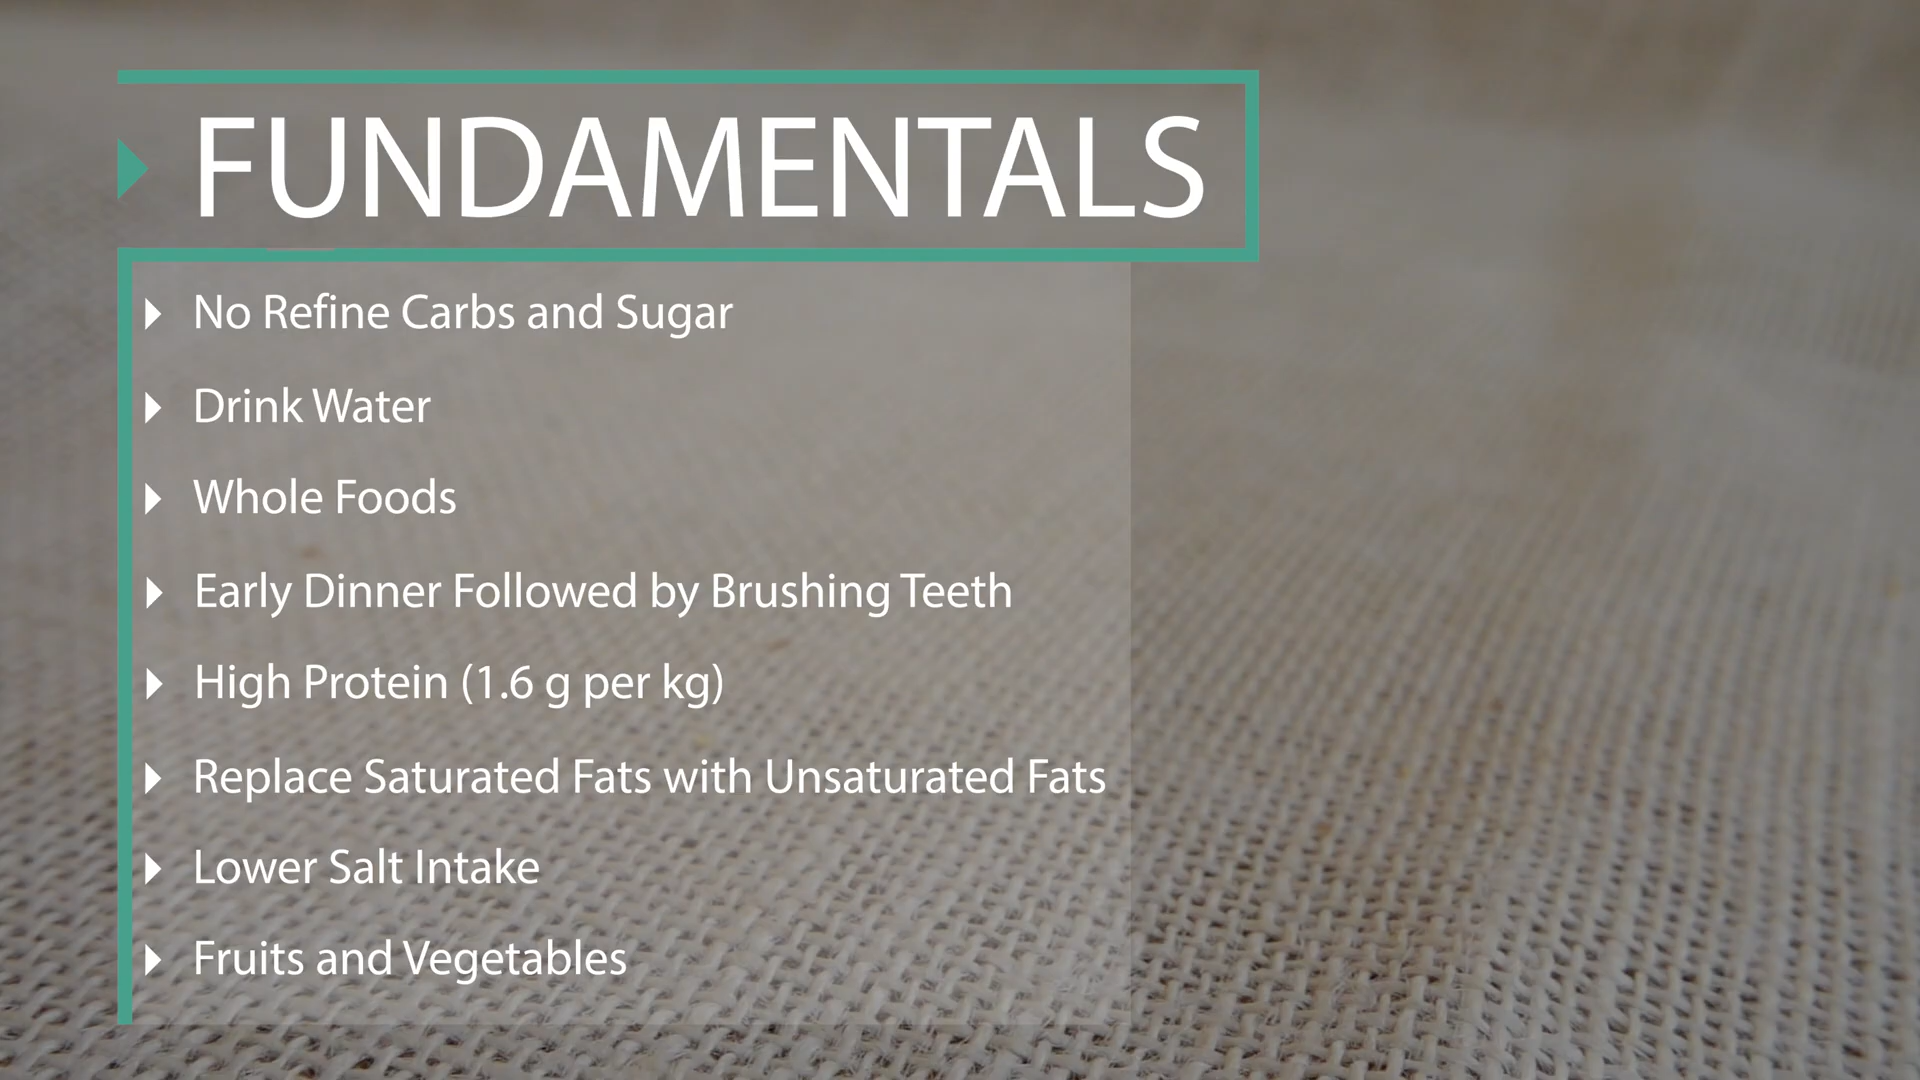 FUNDAMENTALS
No Refine Carbs and Sugar
Drink Water
Whole Foods
Early Dinner Followed by Brushing Teeth
High Protein (1.6 g per kg)
Replace Saturated Fats with Unsaturated Fats
Lower Salt Intake
Fruits and Vegetables